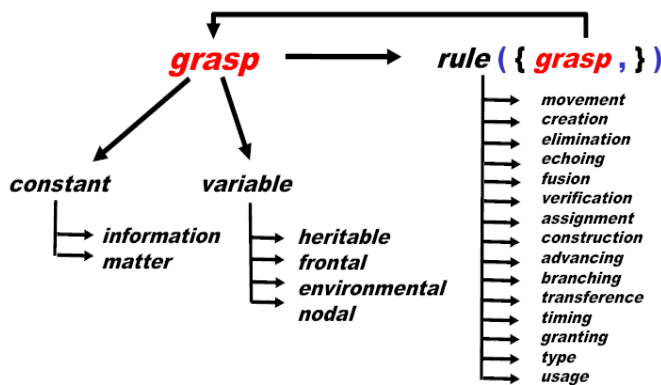 grasp rule ( { grasp , } )
movement
creation
elimination
echoing
fusion
verification
assignment
construction
advancing
branching
transference
timing
granting
type
usage
constant
information
matter
variable
heritable
frontal
environmental
nodal